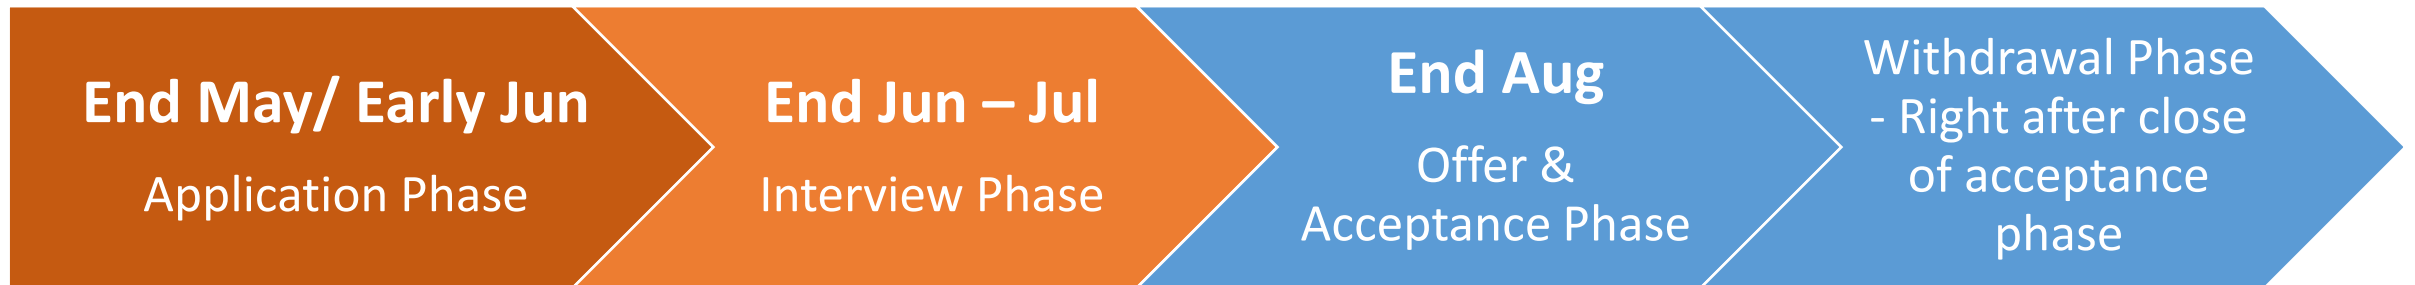 End May/ Early Jun
Application Phase
End Jun – Jul
Interview Phase
End Aug
Offer &
Acceptance Phase
Withdrawal Phase
- Right after close
of acceptance
phase